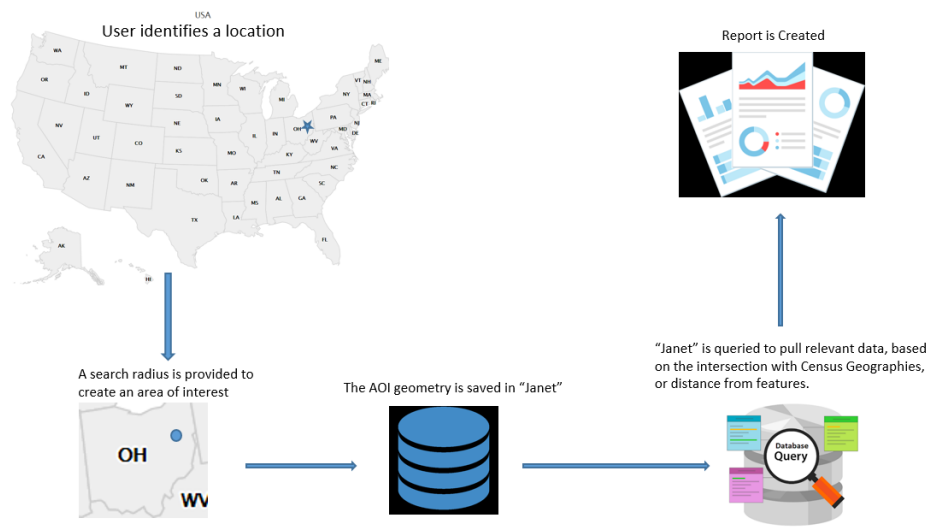 USA
User identifies a location
WA
MT
ND
MN
ME
OR
ID
SD
WI
MI
VT NH
NY
MA
CT RI
WY
IA
PA
NJ
NV
NE
IL
IN
OH
MD
DE
UT
CO
WV
VA
CA
KS
MO
KY
NC
TN
AZ
NM
OK
AR
SC
MS
AL
GA
TX
LA
FL
AK
HI
Report is Created
A search radius is provided to
create an area of interest
OH
WV
The AOI geometry is saved in “Janet”
“Janet” is queried to pull relevant data, based
on the intersection with Census Geographies,
or distance from features.
Database
Query